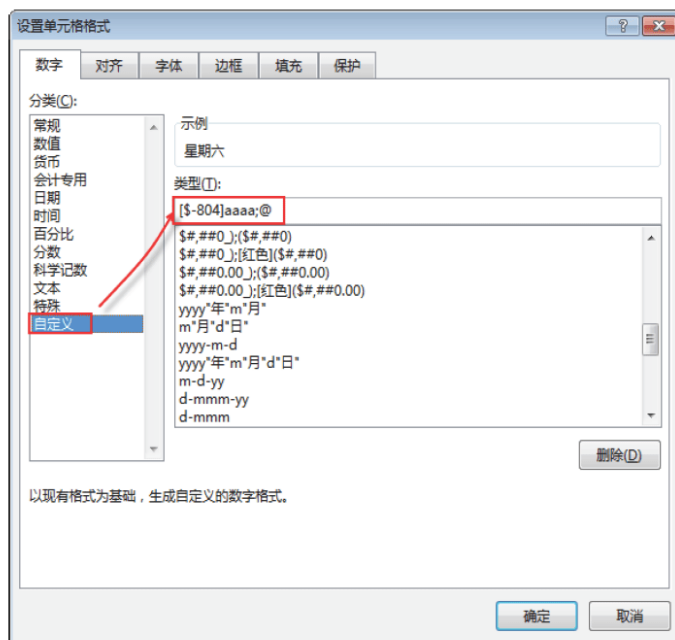 设置单元格格式
数字 对齐 字体 边框 填充 保护
分类(C):
常规
数值
货币
会计专用
日期
时间
百分比
分数
科学记数
文本
特殊
自定义
示例
星期六
类型(T):
[$-804]aaaa;@
$#,##0_);($#,##0)
$#,##0_);[红色]($#,##0)
$#,##0.00_);($#,##0.00)
$#,##0.00_);[红色]($#,##0.00)
yyyy"年"m"月"
m"月"d"日"
yyyy-m-d
yyyy"年"m"月"d"日"
m-d-yy
d-mmm-yy
d-mmm
删除(D)
以现有格式为基础，生成自定义的数字格式。
确定 取消